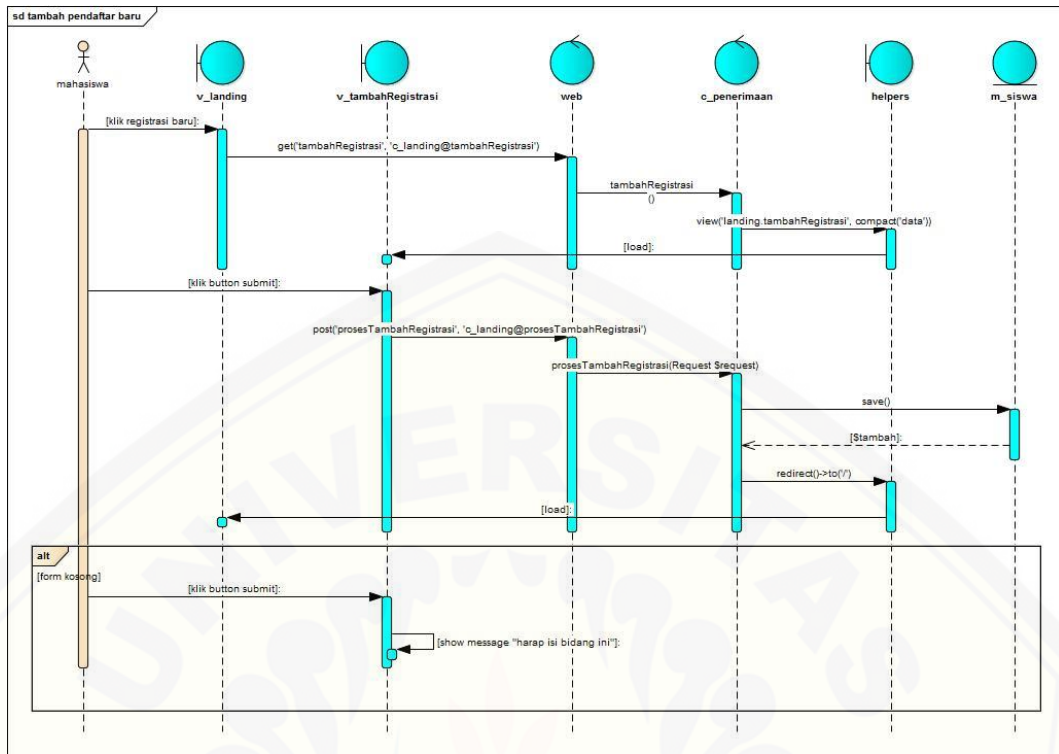 sd tambah pendaftar baru
mahasiswa
v_landing
v_tambahRegistrasi
web
c_penerimaan
helpers
m_siswa
[klik registrasi baru]:
get('tambahRegistrasi', 'c_landing@tambahRegistrasi')
tambahRegistrasi
()
view('landing.tambahRegistrasi', compact('data'))
[load]:
[klik button submit]:
post('prosesTambahRegistrasi', 'c_landing@prosesTambahRegistrasi')
prosesTambahRegistrasi(Request $request)
save()
[$tambah]:
redirect()->to('/')
[load]:
alt
[form kosong]
[klik button submit]:
[show message "harap isi bidang ini"]:
UNIVERSITAS